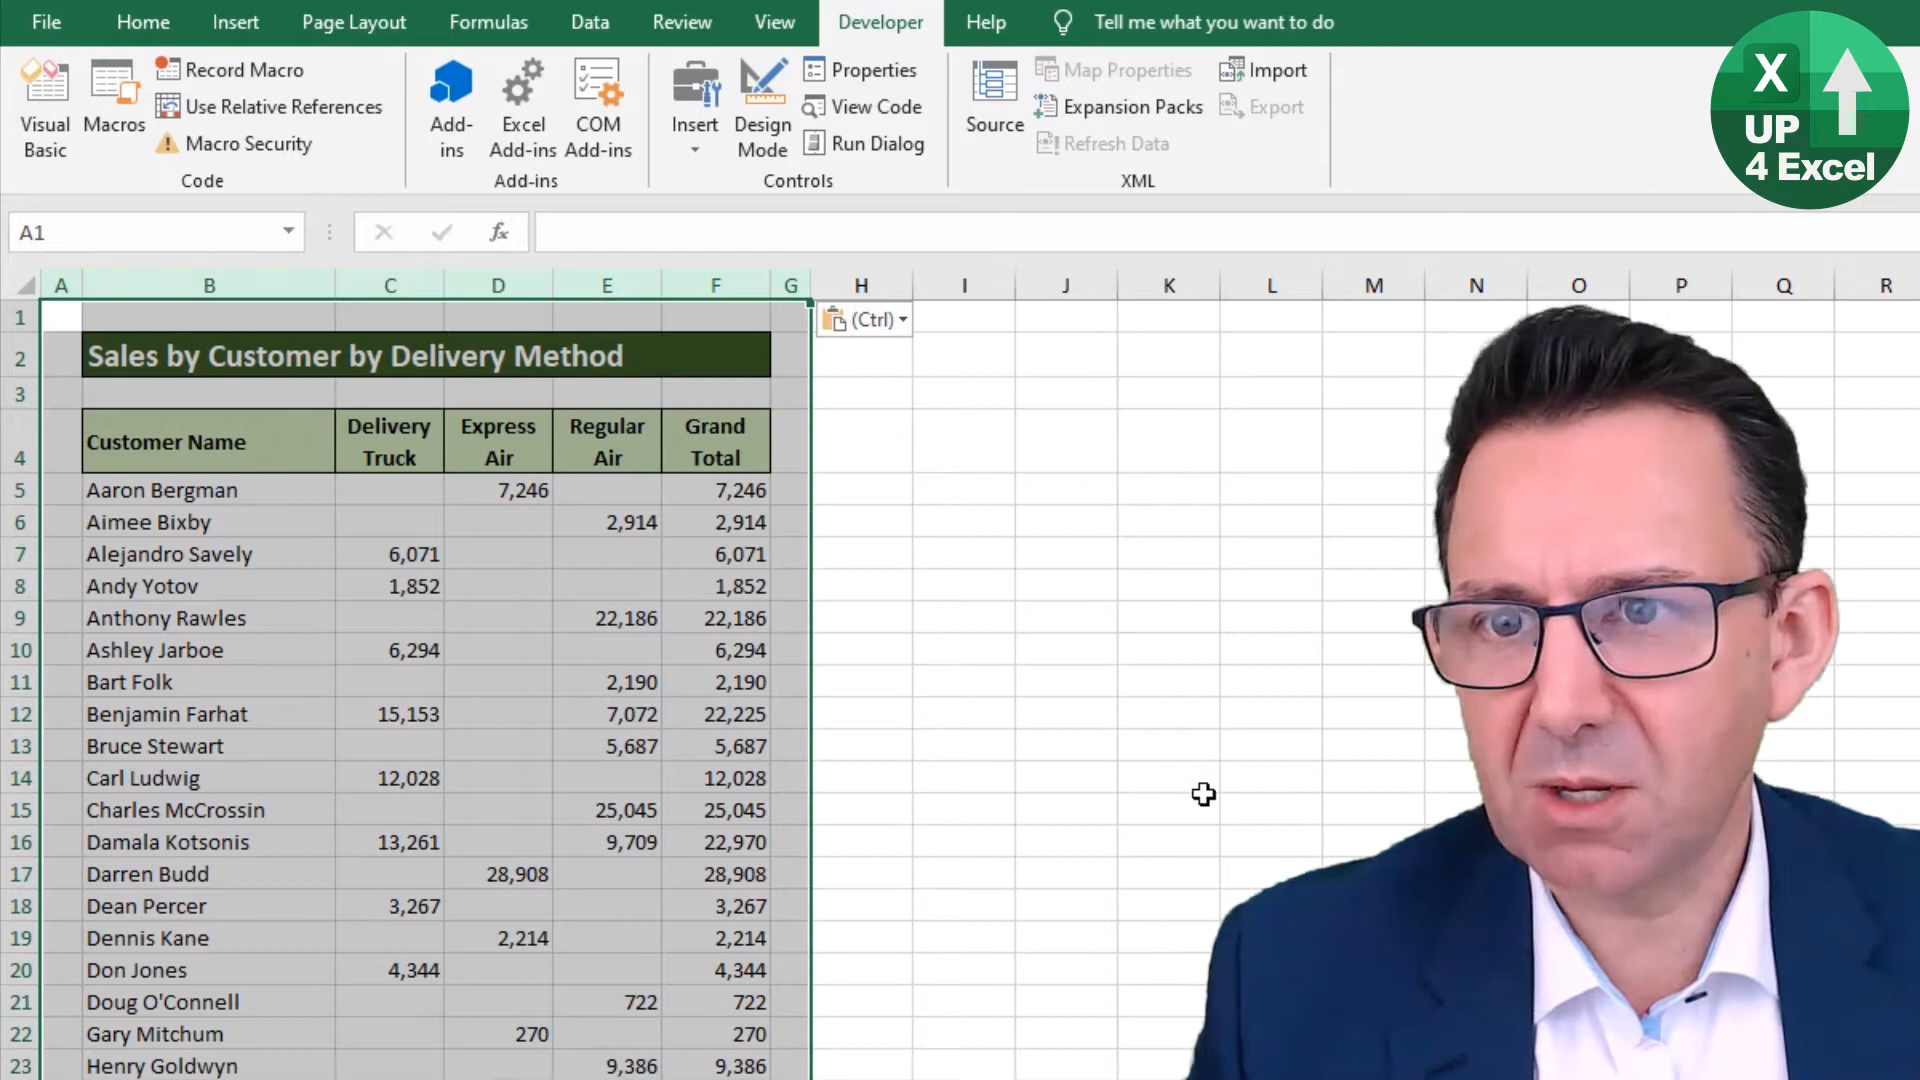 File Home Insert Page Layout Formulas Data Review View Developer Help Tell me what you want to do
Visual Basic
Macros
Record Macro
Use Relative References
Macro Security
Code
Add-ins
Excel Add-ins
COM Add-ins
Add-ins
Insert
Design Mode
Properties
View Code
Run Dialog
Controls
Source
Map Properties
Expansion Packs
Refresh Data
Import
Export
XML
X
UP
4 Excel
A1
fx
A B C D E F G H I J K L M N O P Q R
1
(Ctrl)
2 Sales by Customer by Delivery Method
3
4 Customer Name Delivery Truck Express Air Regular Air Grand Total
5 Aaron Bergman 7,246 7,246
6 Aimee Bixby 2,914 2,914
7 Alejandro Savely 6,071 6,071
8 Andy Yotov 1,852 1,852
9 Anthony Rawles 22,186 22,186
10 Ashley Jarboe 6,294 6,294
11 Bart Folk 2,190 2,190
12 Benjamin Farhat 15,153 7,072 22,225
13 Bruce Stewart 5,687 5,687
14 Carl Ludwig 12,028 12,028
15 Charles McCrossin 25,045 25,045
16 Damala Kotsonis 13,261 9,709 22,970
17 Darren Budd 28,908 28,908
18 Dean Percer 3,267 3,267
19 Dennis Kane 2,214 2,214
20 Don Jones 4,344 4,344
21 Doug O'Connell 722 722
22 Gary Mitchum 270 270
23 Henry Goldwyn 9,386 9,386